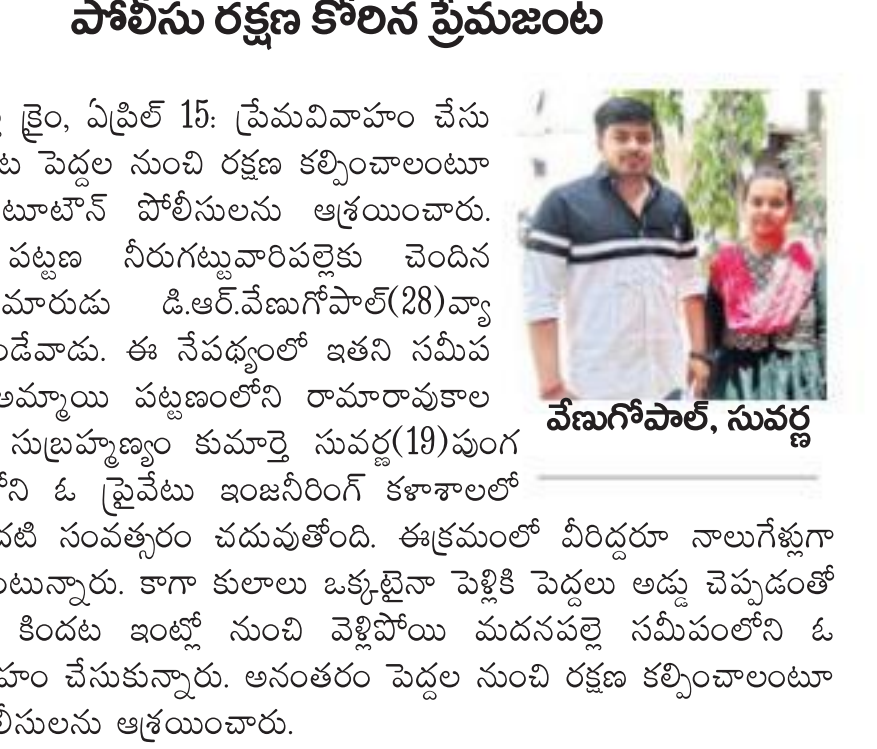 పోలీసు రక్షణ కోరిన ప్రేమజంట
క్రైం, ఏప్రిల్ 15: ప్రేమవివాహం చేసు
పెద్దల నుంచి రక్షణ కల్పించాలంటూ
టూటౌన్ పోలీసులను ఆశ్రయించారు.
పట్టణ నీరుగట్టువారిపల్లెకు చెందిన
డి.ఆర్.వేణుగోపాల్(28)వ్యా
ఈ నేపథ్యంలో ఇతని సమీప
అమ్మాయి పట్టణంలోని రామారావుకాల
సుబ్రహ్మణ్యం కుమార్తె సువర్ణ(19)పుంగ
ఓ ప్రైవేటు ఇంజనీరింగ్ కళాశాలలో
సంవత్సరం చదువుతోంది. ఈక్రమంలో వీరిద్దరూ నాలుగేళ్లుగా
కాగా కులాలు ఒక్కటైనా పెళ్లికి పెద్దలు అడ్డు చెప్పడంతో
కిందట ఇంట్లో నుంచి వెళ్లిపోయి మదనపల్లె సమీపంలోని ఓ
చేసుకున్నారు. అనంతరం పెద్దల నుంచి రక్షణ కల్పించాలంటూ
ఆశ్రయించారు.
వేణుగోపాల్, సువర్ణ